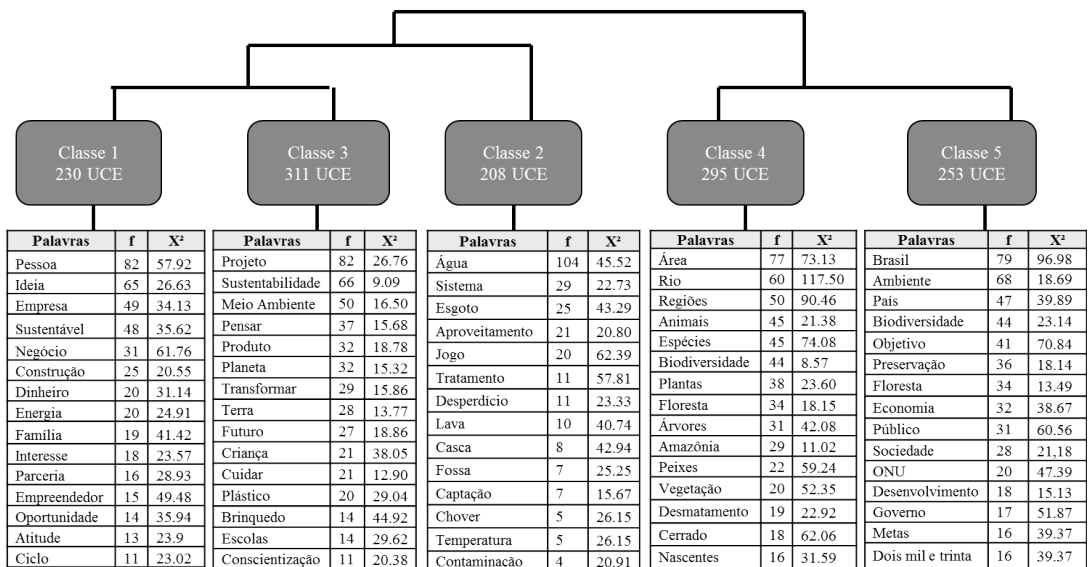 Classe 1
230 UCE
Classe 3
311 UCE
Classe 2
208 UCE
Classe 4
295 UCE
Classe 5
253 UCE
Palavras f X²
Pessoa 82 57.92
Ideia 65 26.63
Empresa 49 34.13
Sustentável 48 35.62
Negócio 31 61.76
Construção 25 20.55
Dinheiro 20 31.14
Energia 20 24.91
Família 19 41.42
Interesse 18 23.57
Parceria 16 28.93
Empreendedor 15 49.48
Oportunidade 14 35.94
Atitude 13 23.9
Ciclo 11 23.02
Palavras f X²
Projeto 82 26.76
Sustentabilidade 66 9.09
Meio Ambiente 50 16.50
Pensar 37 15.68
Produto 32 18.78
Planeta 32 15.32
Transformar 29 15.86
Terra 28 13.77
Futuro 27 18.86
Criança 21 38.05
Cuidar 21 12.90
Plástico 20 29.04
Brinquedo 14 44.92
Escolas 14 29.62
Conscientização 11 20.38
Palavras f X²
Água 104 45.52
Sistema 29 22.73
Esgoto 25 43.29
Aproveitamento 21 20.80
Jogo 20 62.39
Tratamento 11 57.81
Desperdício 11 23.33
Lava 10 40.74
Casca 8 42.94
Fossa 7 25.25
Captação 7 15.67
Chover 5 26.15
Temperatura 5 26.15
Contaminação 4 20.91
Palavras f X²
Área 77 73.13
Rio 60 117.50
Regiões 50 90.46
Animais 45 21.38
Espécies 45 74.08
Biodiversidade 44 8.57
Plantas 38 23.60
Floresta 34 18.15
Árvores 31 42.08
Amazônia 29 11.02
Peixes 22 59.24
Vegetação 20 52.35
Desmatamento 19 22.92
Cerrado 18 62.06
Nascentes 16 31.59
Palavras f X²
Brasil 79 96.98
Ambiente 68 18.69
País 47 39.89
Biodiversidade 44 23.14
Objetivo 41 70.84
Preservação 36 18.14
Floresta 34 13.49
Economia 32 38.67
Público 31 60.56
Sociedade 28 21,18
ONU 20 47.39
Desenvolvimento 18 15.13
Governo 17 51.87
Metas 16 39.37
Dois mil e trinta 16 39.37